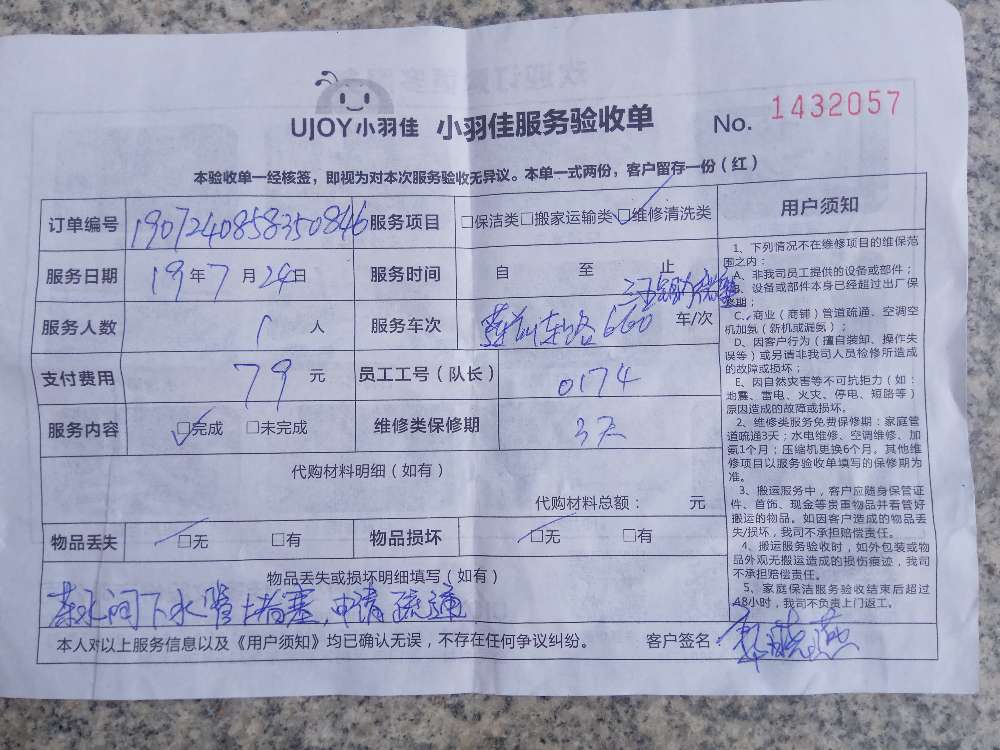 UJOY小羽佳 小羽佳服务验收单 No. 1432057
本验收单一经核签，即视为对本次服务验收无异议。本单一式两份，客户留存一份（红）
订单编号 1907240858350846 服务项目 □保洁类□搬家运输类□维修清洗类
服务日期 19年7月24日 服务时间 自 至 止
服务人数 1人 服务车次 660 车/次
支付费用 79元 员工工号（队长） 0174
服务内容 □完成 □未完成 维修类保修期 3天
代购材料明细（如有）
代购材料总额： 元
物品丢失 □无 □有 物品损坏 □无 □有
物品丢失或损坏明细填写（如有）
茶水间下水管堵塞，申请疏通
本人对以上服务信息以及《用户须知》均已确认无误，不存在任何争议纠纷。 客户签名：
用户须知
1、下列情况不在维修项目的维保范
围之内：
A、非我司员工提供的设备或部件；
B、设备或部件本身已经超过出厂保
修期；
C、商业（商铺）管道疏通、空调空
机加氨（新机或漏氨）；
D、因客户行为（擅自装卸、操作失
误等）或另请非我司人员检修所造成
的故障或损坏；
E、因自然灾害等不可抗拒力（如：
地震、雷电、火灾、停电、短路等）
原因造成的故障或损坏。
2、维修类服务免费保修期：家庭管
道疏通3天；水电维修、空调维修、加
氨1个月；压缩机更换6个月，其他维
修项目以服务验收单填写的保修期为
准。
3、搬运服务中，客户应随身保管证
件、首饰、现金等贵重物品并看管好
搬运的物品。如因客户造成的物品丢
失/损坏，我司不承担赔偿责任。
4、搬运服务验收时，如外包装或物
品外观无搬运造成的损伤痕迹，我司
不承担赔偿责任。
5、家庭保洁服务验收结束后超过
48小时，我司不负责上门返工。